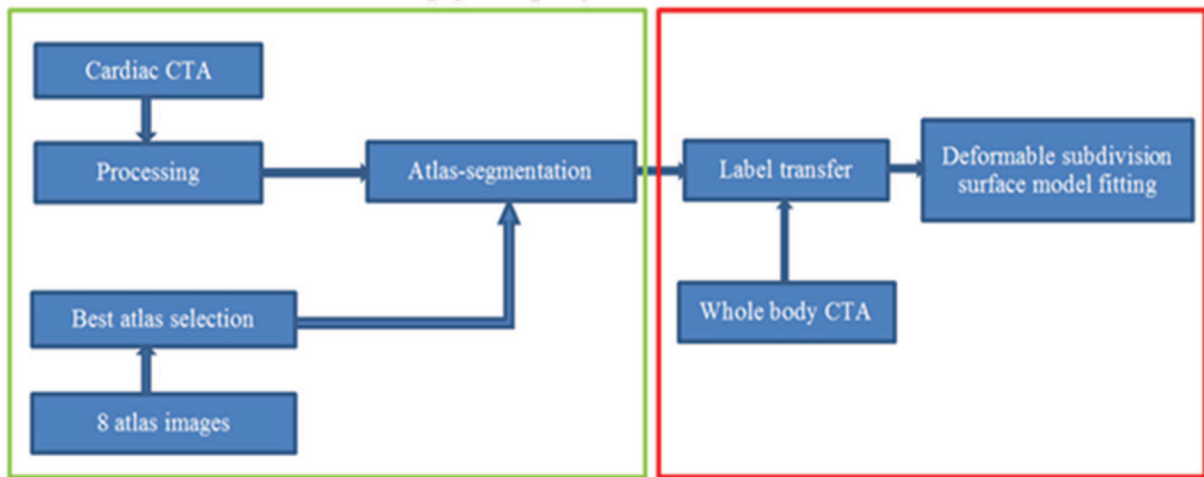 Cardiac CTA
Processing
Atlas-segmentation
Best atlas selection
8 atlas images
Label transfer
Whole body CTA
Deformable subdivision
surface model fitting